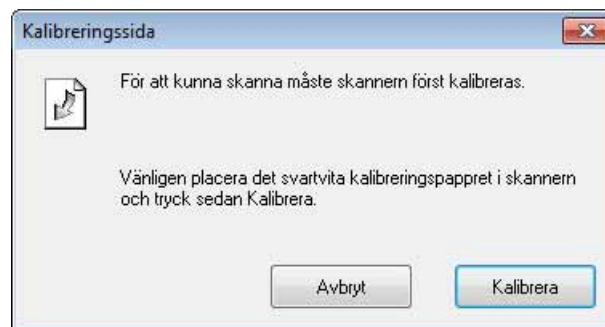 Kalibreringssida
För att kunna skanna måste skannern först kalibreras.
Vänligen placera det svartvita kalibreringspappret i skannern
och tryck sedan Kalibrera.
Avbryt
Kalibrera